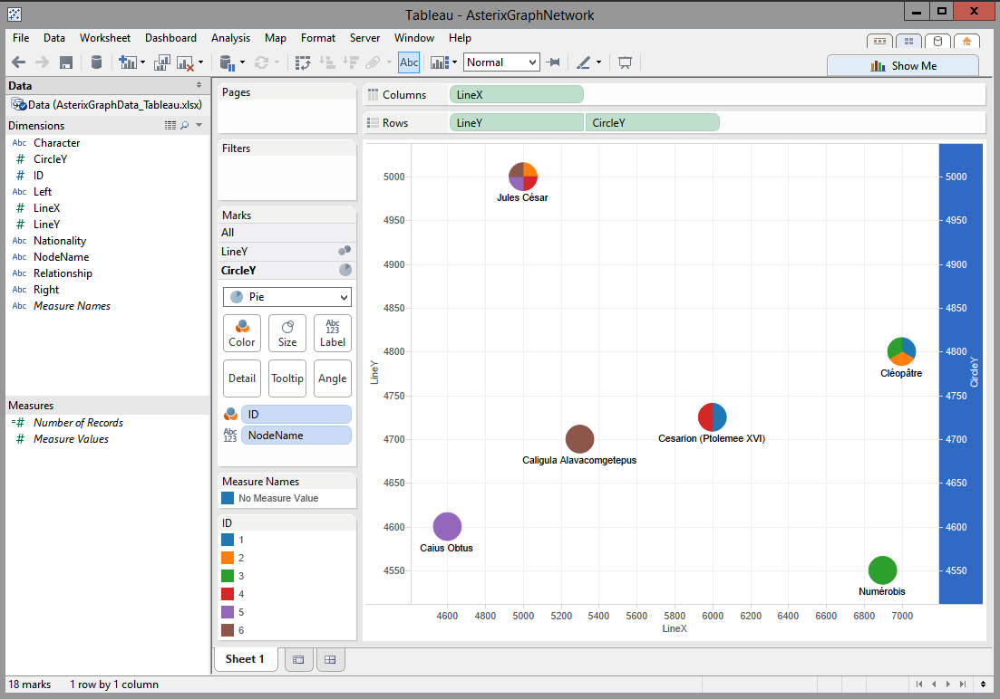 Tableau - AsterixGraphNetwork
File Data Worksheet Dashboard Analysis Map Format Server Window Help
Abc Normal Show Me
Data
Data (AsterixGraphData_Tableau.xlsx)
Dimensions
Abc Character
# CircleY
# ID
Abc Left
# LineX
# LineY
Abc Nationality
Abc NodeName
Abc Relationship
Abc Right
Abc Measure Names
Measures
=# Number of Records
# Measure Values
Pages
Filters
Marks
All
LineY
CircleY
Pie
Color Size Abc 123 Label
Detail Tooltip Angle
ID
Abc 123 NodeName
Measure Names
No Measure Value
ID
1
2
3
4
5
6
Columns LineX
Rows LineY CircleY
5000
4950
4900
4850
4800
4750
4700
4650
4600
4550
LineY
Jules César
Cléopâtre
Cesarion (Ptolemee XVI)
Caligula Alavacomgetepus
Caius Obtus
Numérobis
5000
4950
4900
4850
4800
4750
4700
4650
4600
4550
CircleY
4600 4800 5000 5200 5400 5600 5800 6000 6200 6400 6600 6800 7000
LineX
Sheet 1
18 marks 1 row by 1 column